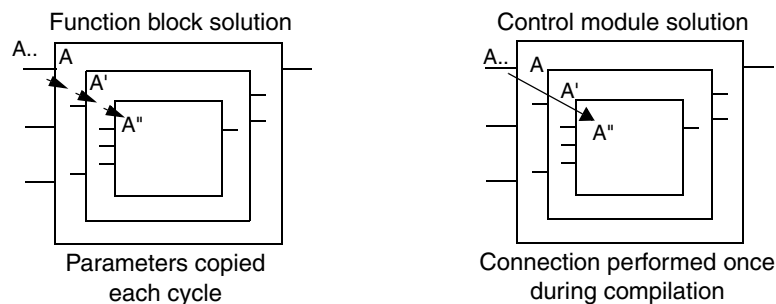 Function block solution
A..
A
A'
A"
Parameters copied
each cycle
Control module solution
A..
A
A'
A"
Connection performed once
during compilation